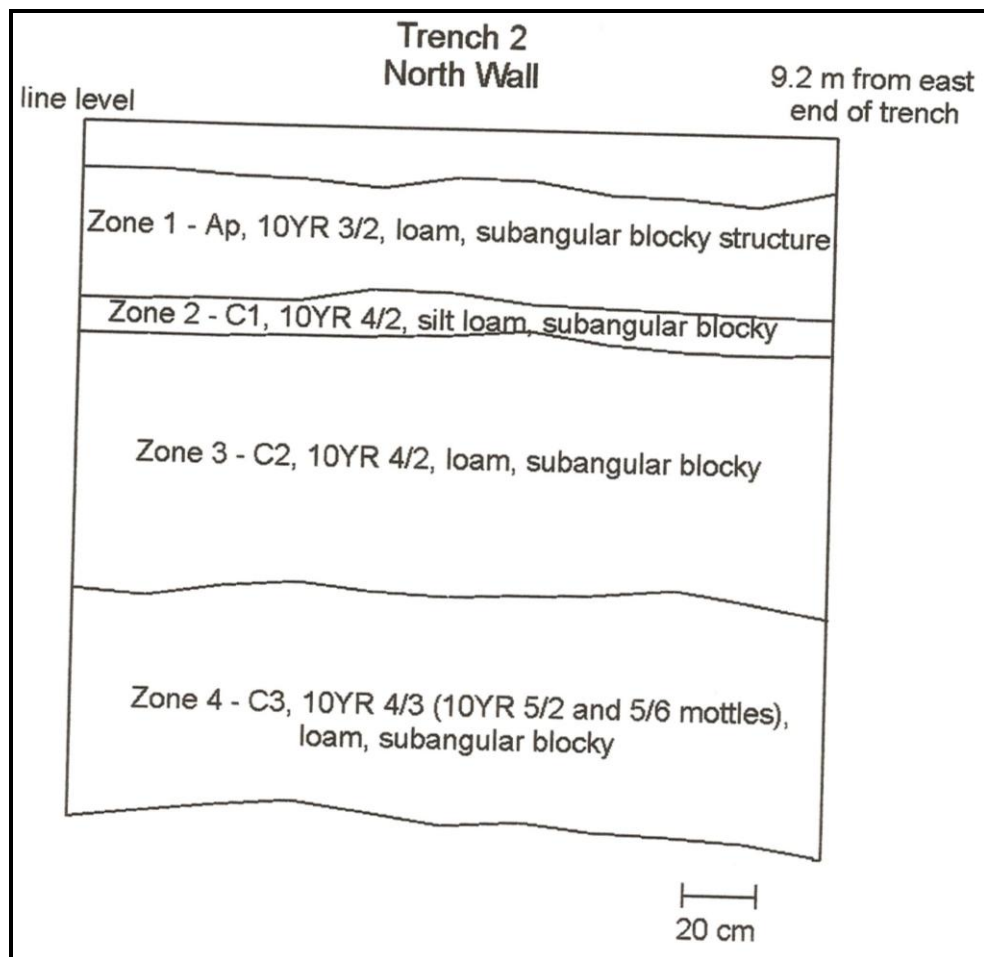 Trench 2
North Wall
line level
9.2 m from east
end of trench
Zone 1 - Ap, 10YR 3/2, loam, subangular blocky structure
Zone 2 - C1, 10YR 4/2, silt loam, subangular blocky
Zone 3 - C2, 10YR 4/2, loam, subangular blocky
Zone 4 - C3, 10YR 4/3 (10YR 5/2 and 5/6 mottles),
loam, subangular blocky
20 cm